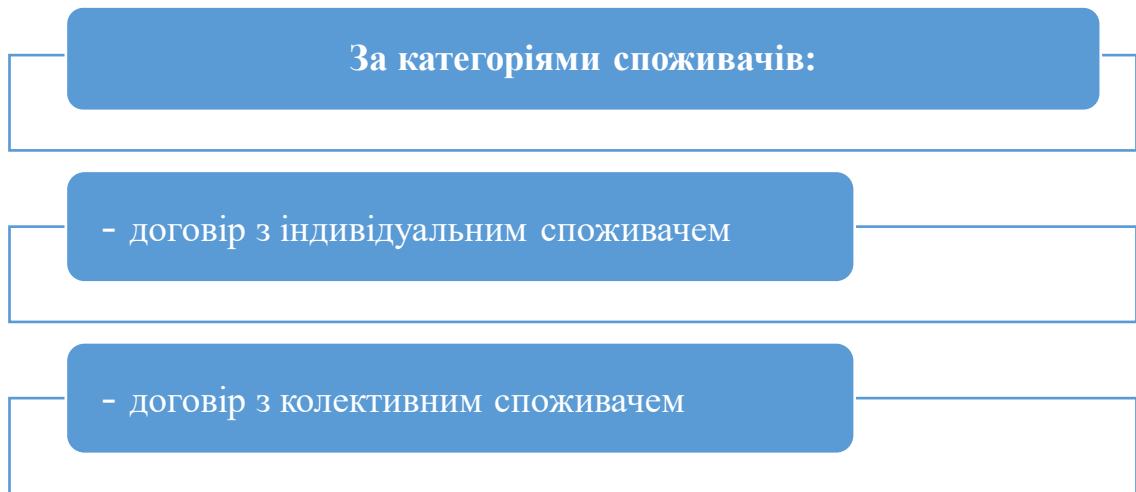 За категоріями споживачів:
- договір з індивідуальним споживачем
- договір з колективним споживачем